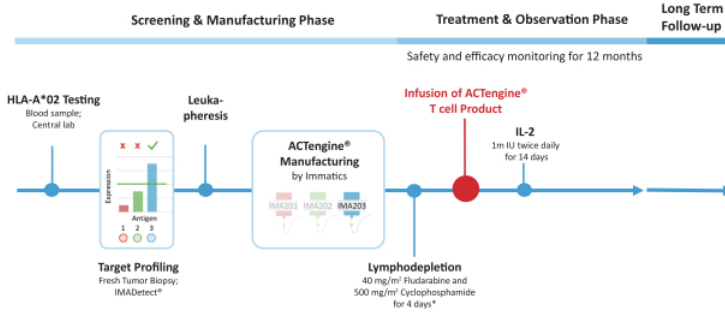 Screening & Manufacturing Phase
Treatment & Observation Phase
Long Term
Follow-up
Safety and efficacy monitoring for 12 months
HLA-A*02 Testing
Blood sample;
Central lab
Leuka-
pheresis
Infusion of ACTengine®
T cell Product
IL-2
1m IU twice daily
for 14 days
ACTengine®
Manufacturing
by Immatics
IMA201 IMA202 IMA203
Expression
Antigen
1 2 3
Target Profiling
Fresh Tumor Biopsy;
IMADetect®
Lymphodepletion
40 mg/m² Fludarabine and
500 mg/m² Cyclophosphamide
for 4 days*